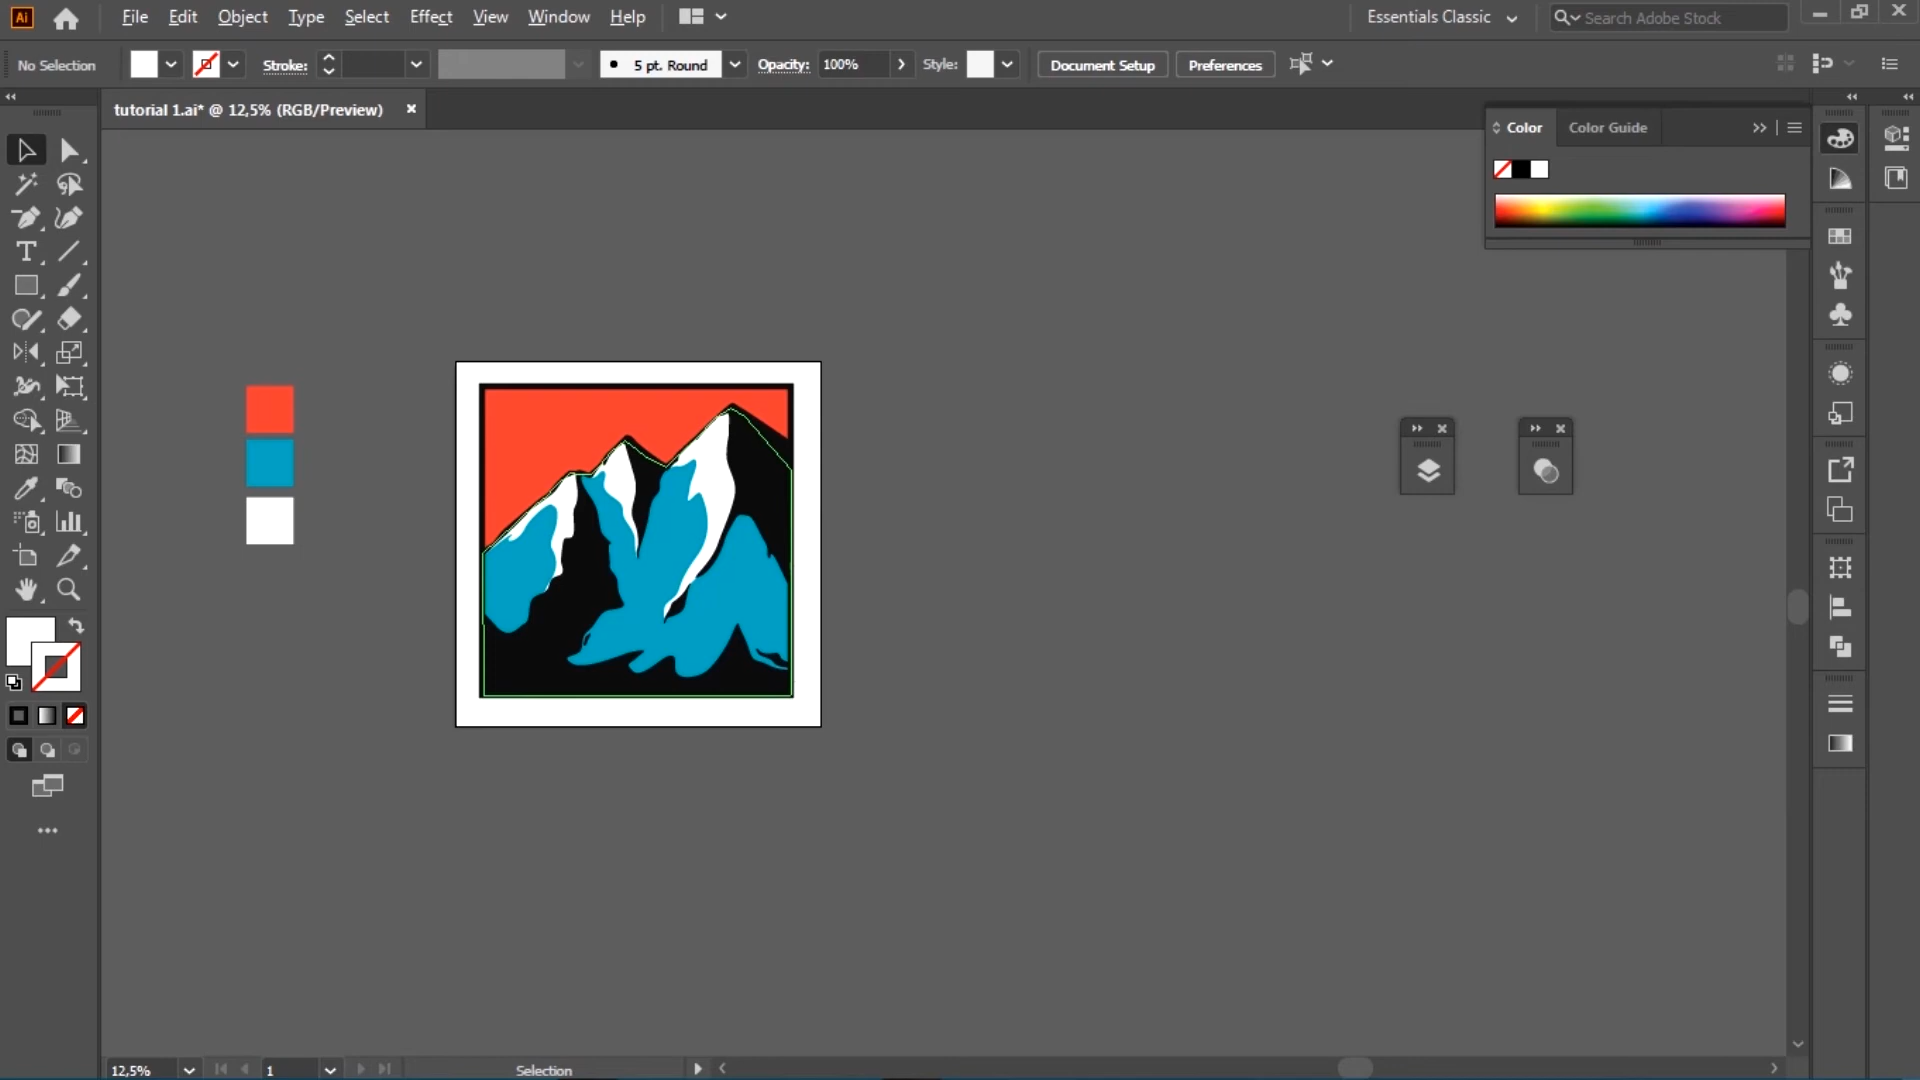 Ai File Edit Object Type Select Effect View Window Help Essentials Classic Search Adobe Stock
No Selection Stroke: 5 pt. Round Opacity: 100% Style: Document Setup Preferences
tutorial 1.ai* @ 12,5% (RGB/Preview)
Color Color Guide
12,5% 1 Selection